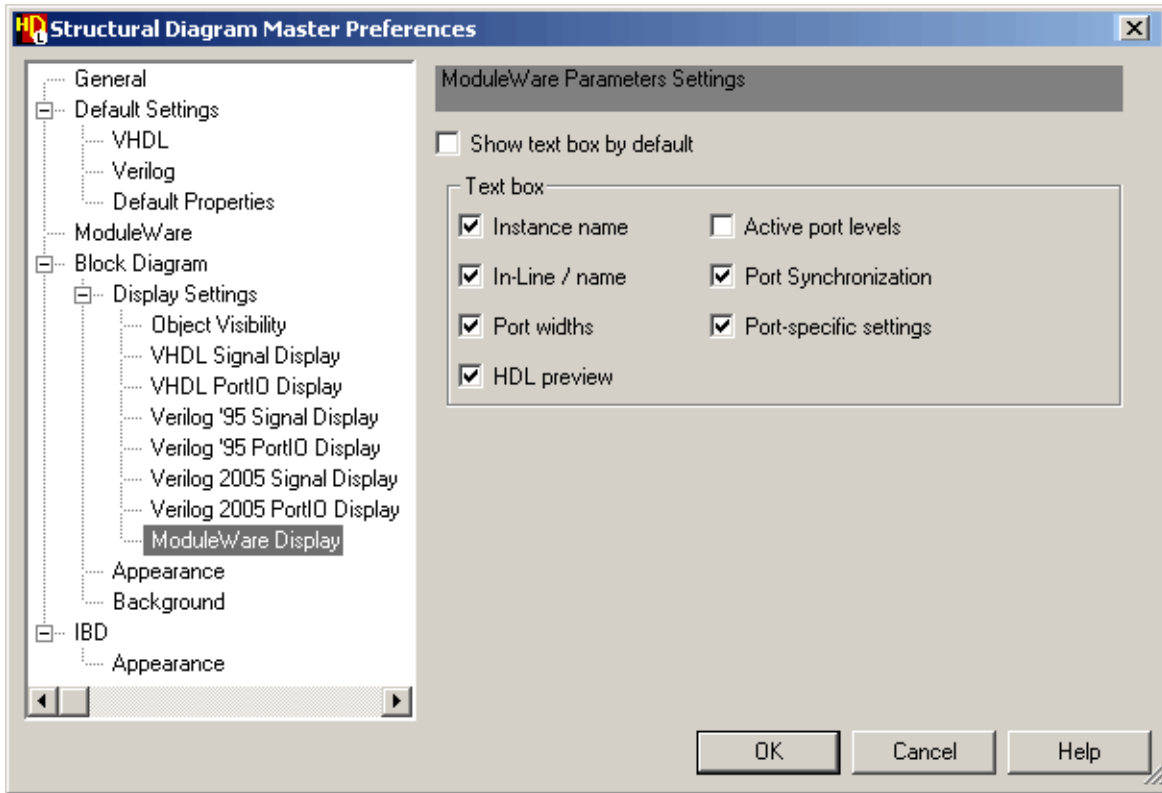 HD L Structural Diagram Master Preferences
General
Default Settings
VHDL
Verilog
Default Properties
ModuleWare
Block Diagram
Display Settings
Object Visibility
VHDL Signal Display
VHDL PortIO Display
Verilog '95 Signal Display
Verilog '95 PortIO Display
Verilog 2005 Signal Display
Verilog 2005 PortIO Display
ModuleWare Display
Appearance
Background
IBD
Appearance
ModuleWare Parameters Settings
Show text box by default
Text box
Instance name
Active port levels
In-Line / name
Port Synchronization
Port widths
Port-specific settings
HDL preview
OK Cancel Help